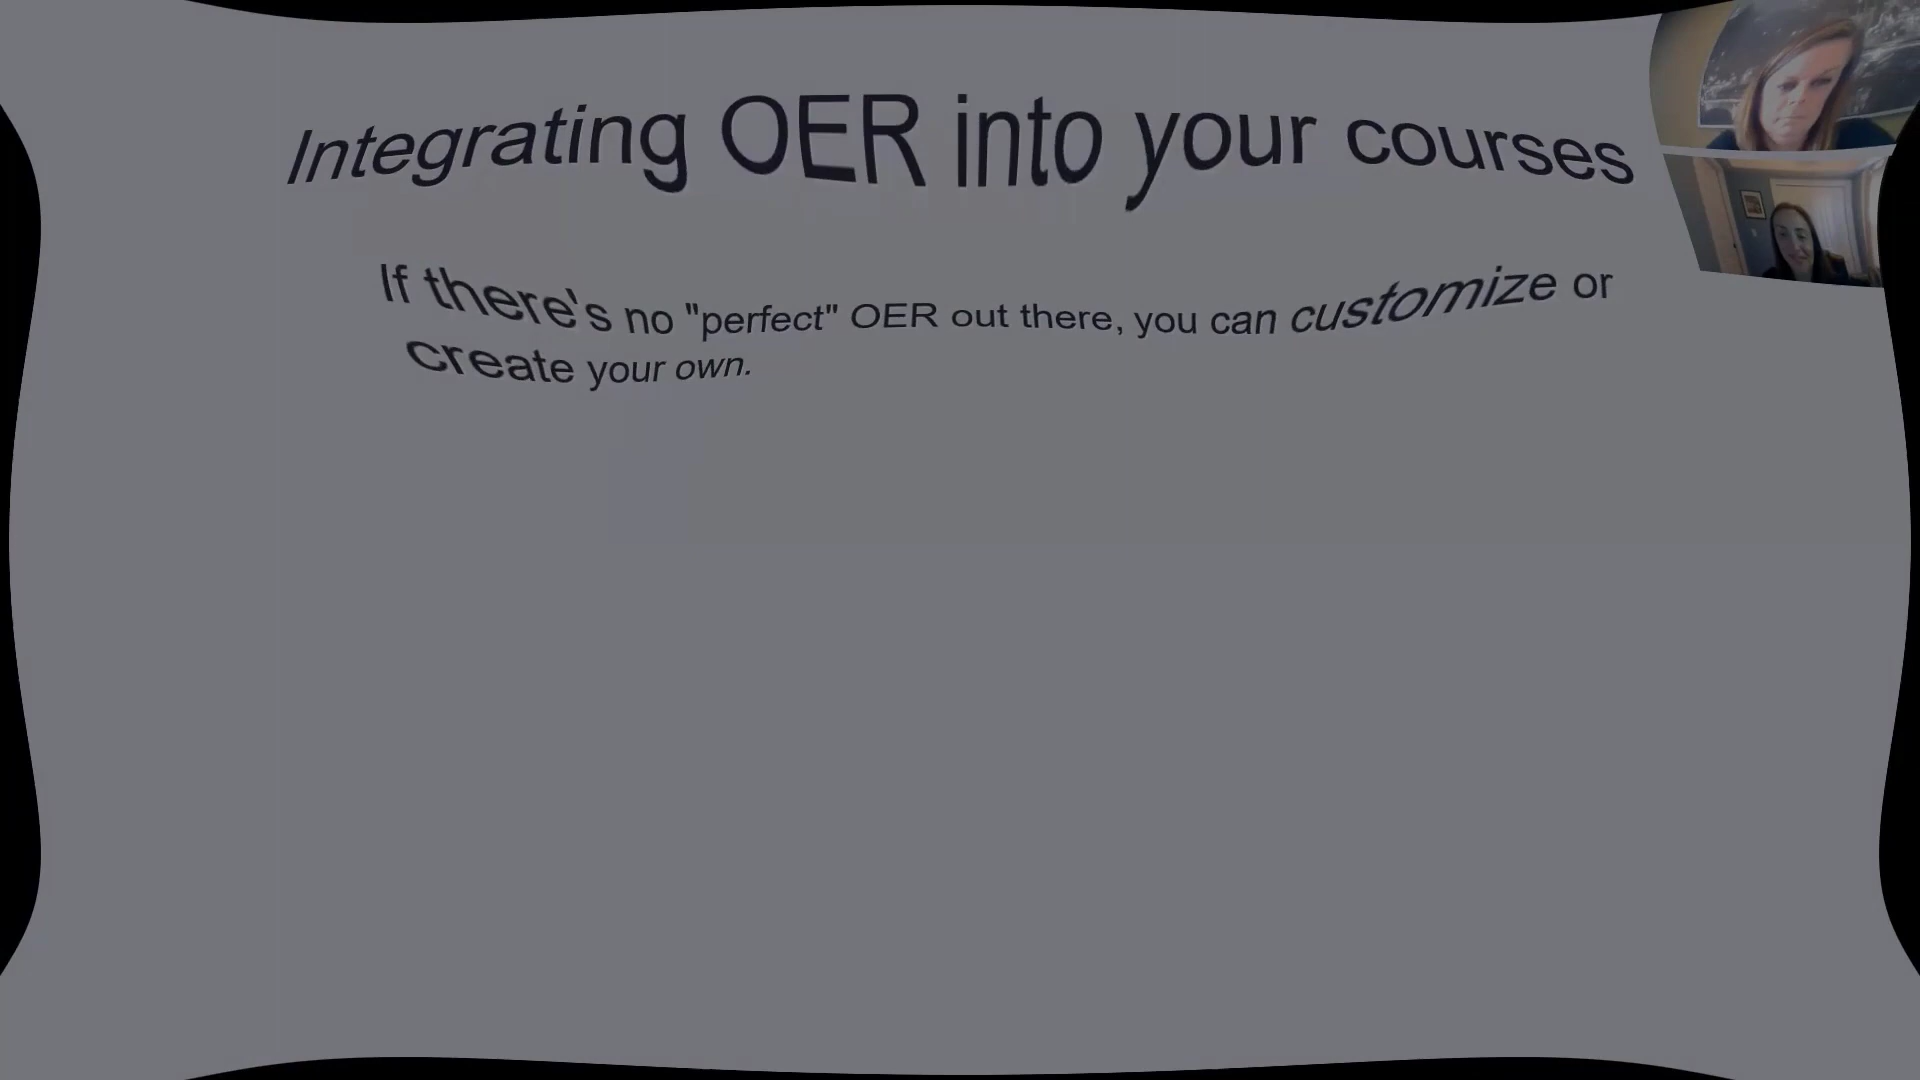 Integrating OER into your courses
If there's no "perfect" OER out there, you can customize or
create your own.